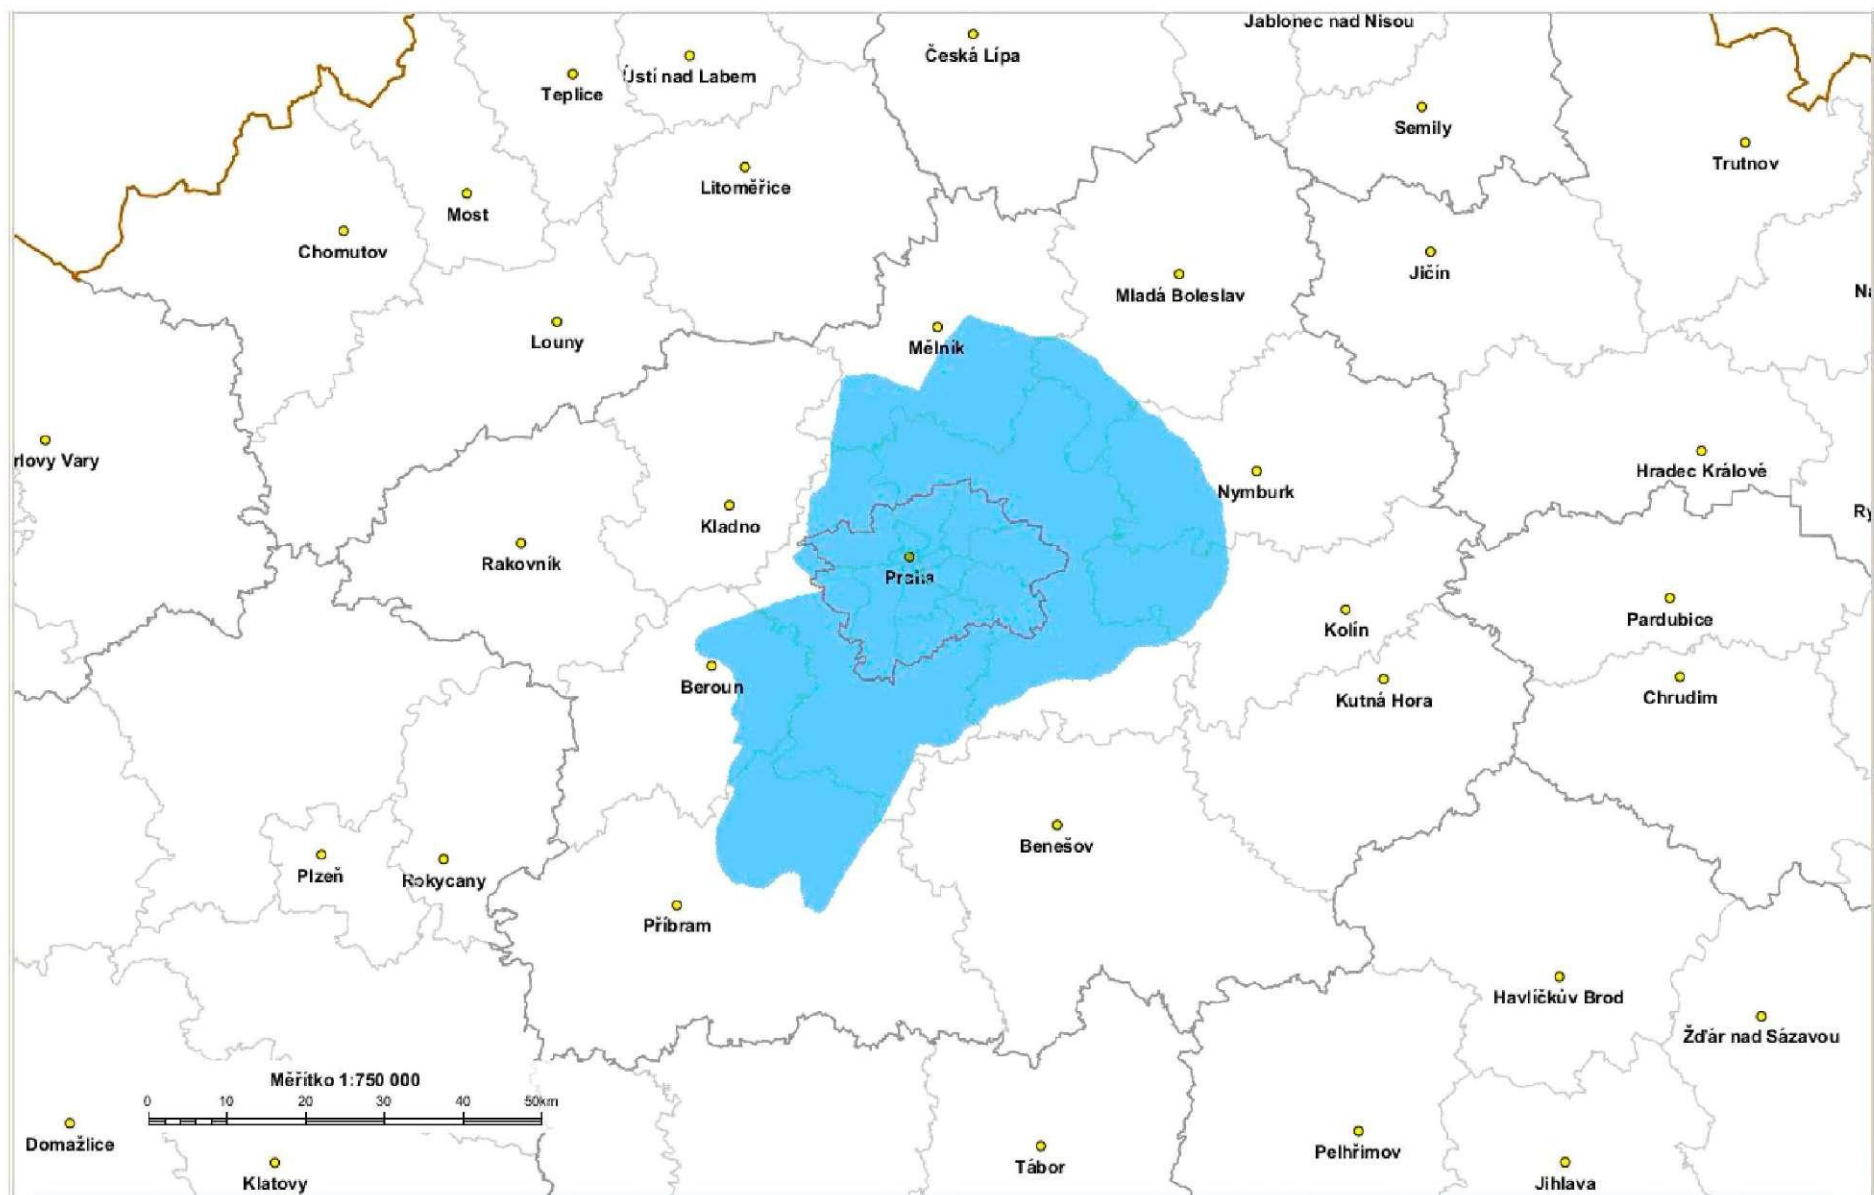 Jablonec nad Nisou
Česká Lípa
Ústí nad Labem
Teplice
Semily
Trutnov
Litoměřice
Most
Chomutov
Jičín
Mladá Boleslav
Louny
Mělník
rlovy Vary
Hradec Králové
Nymburk
Kladno
Rakovník
Praha
Pardubice
Kolín
Beroun
Kutná Hora
Chrudim
Benešov
Plzeň
Rokycany
Příbram
Havlíčkův Brod
Žďár nad Sázavou
Měřítko 1:750 000
0 10 20 30 40 50km
Domažlice
Pelhřimov
Tábor
Klatovy
Jihlava